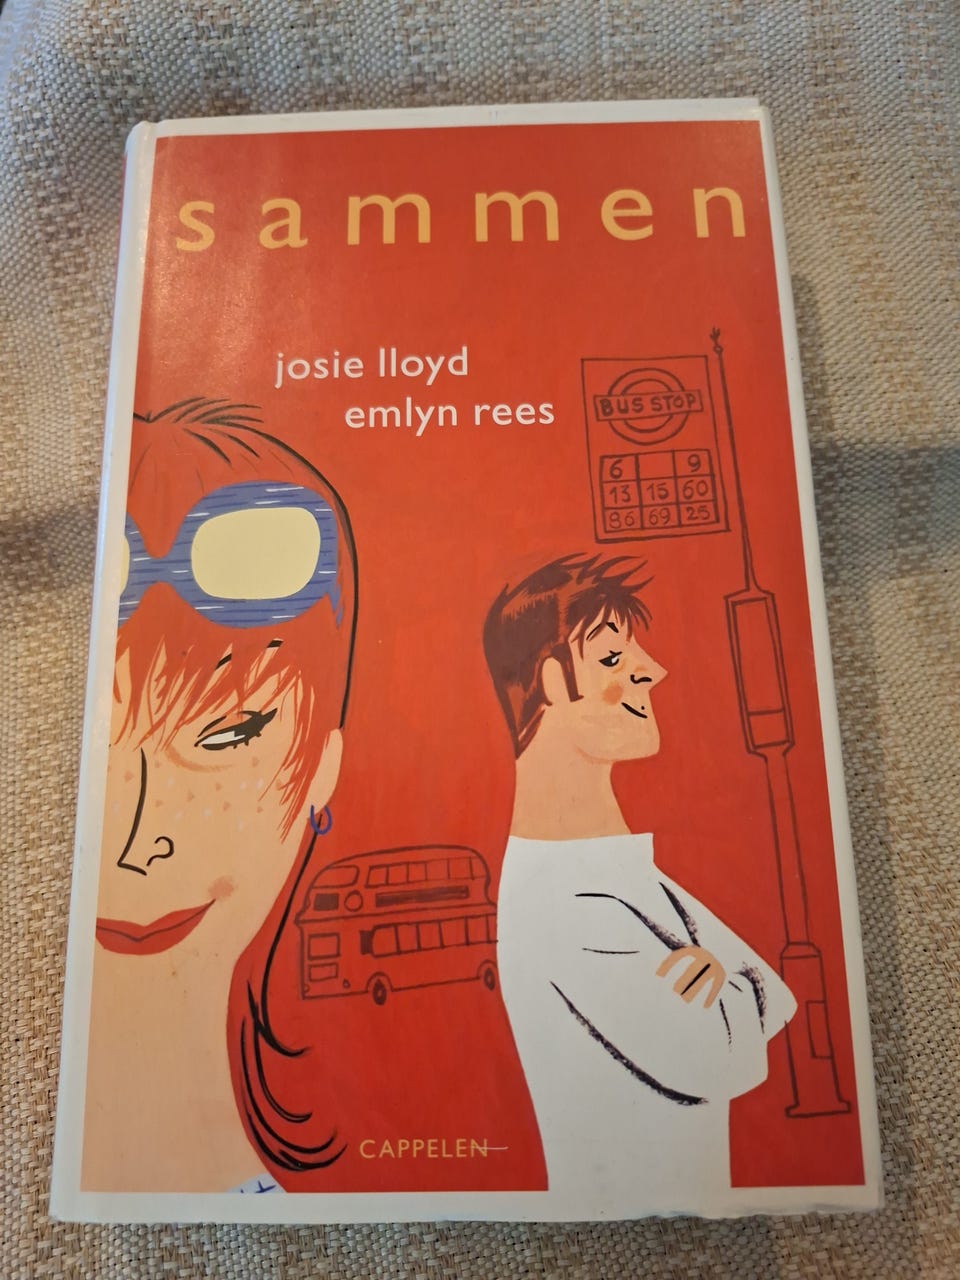 sammen
josie lloyd
emlyn rees
BUS STOP
6 9
13 15 60
86 69 25
CAPPELEN